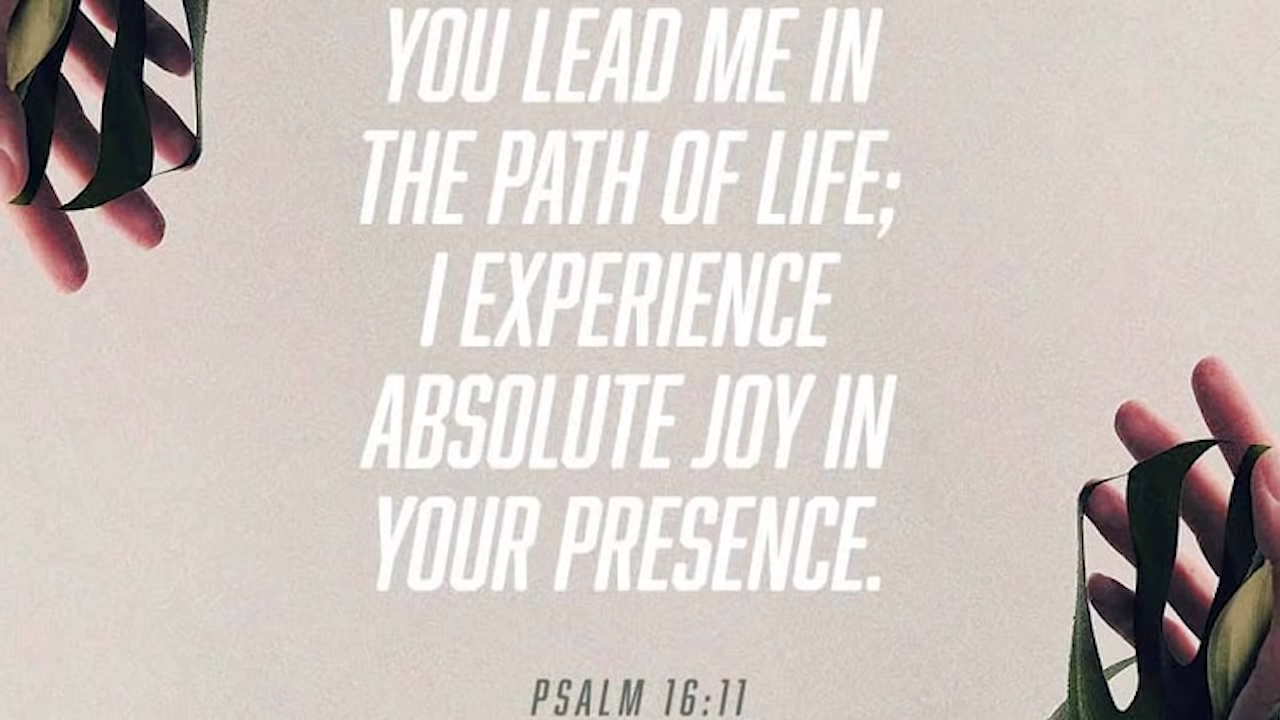 YOU LEAD ME IN
THE PATH OF LIFE;
I EXPERIENCE
ABSOLUTE JOY IN
YOUR PRESENCE.
PSALM 16:11